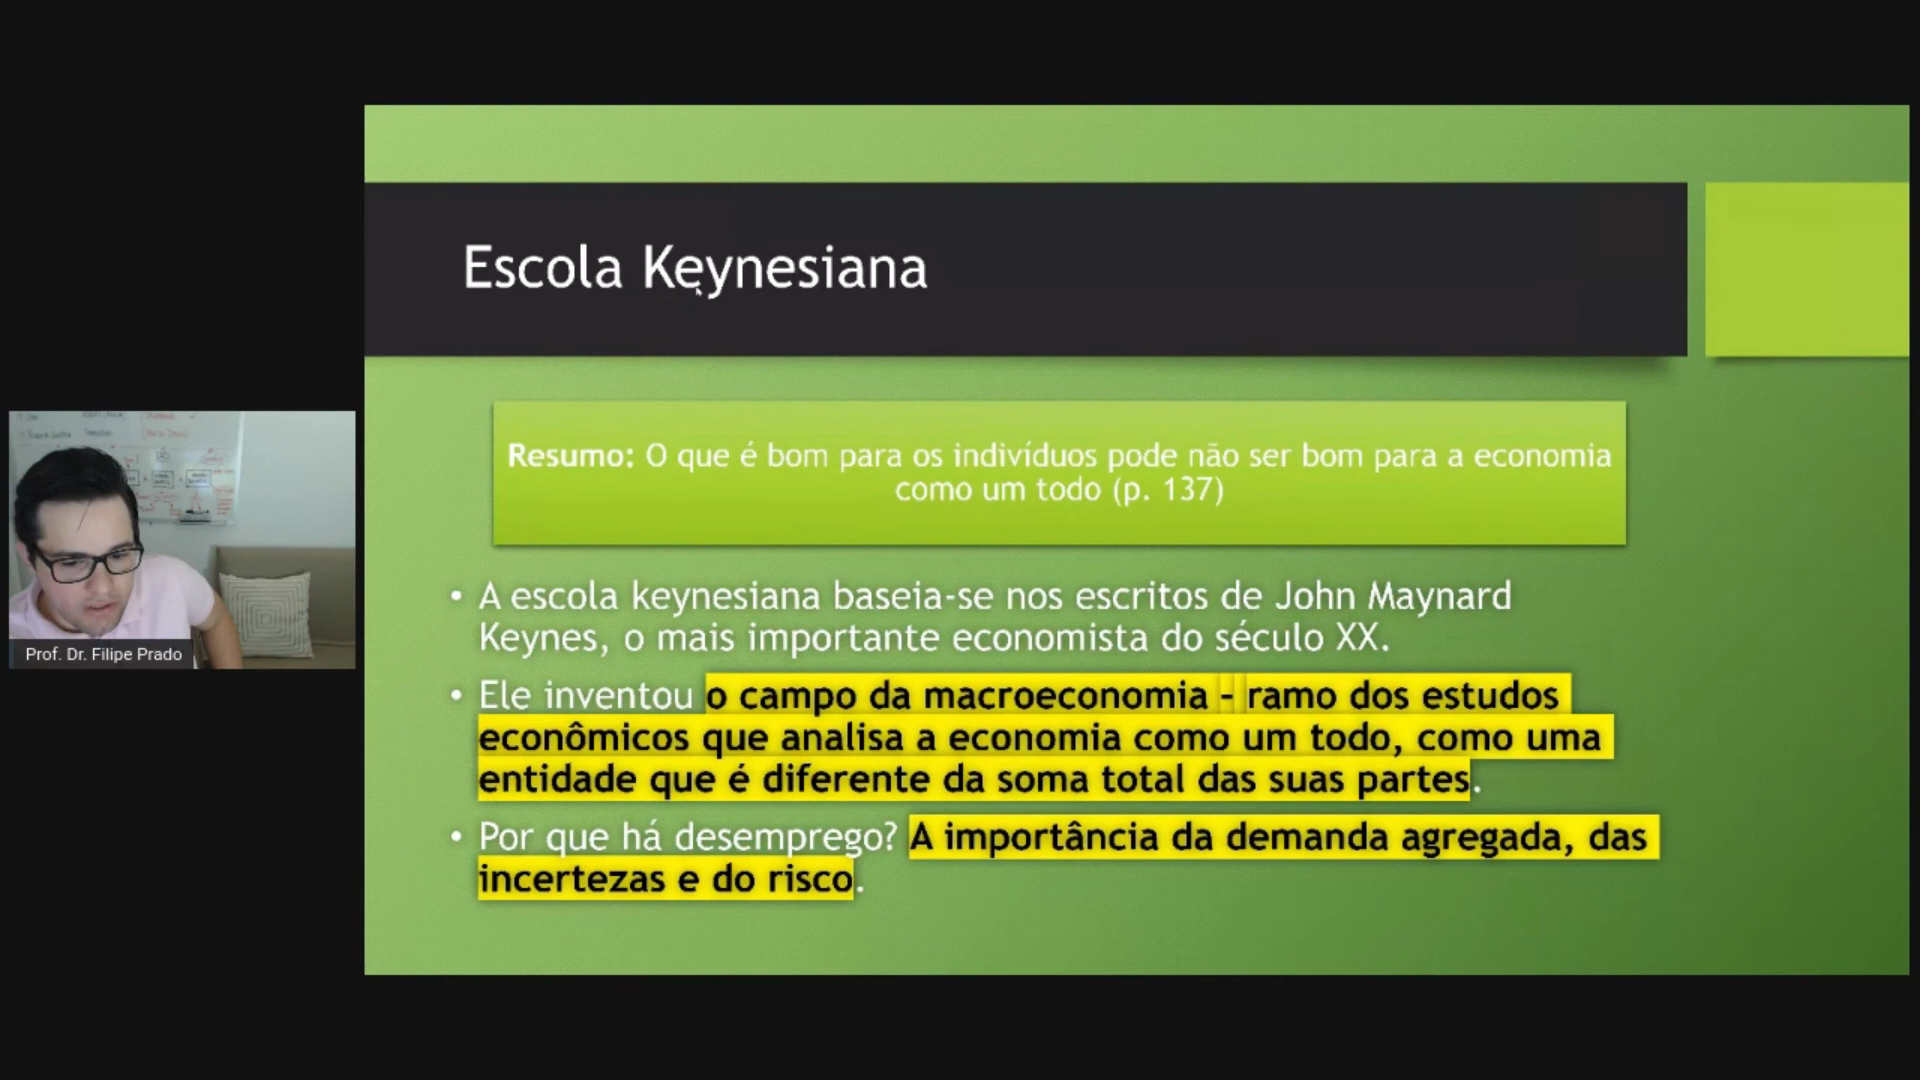 Escola Keynesiana
Resumo: O que é bom para os indivíduos pode não ser bom para a economia
como um todo (p. 137)
• A escola keynesiana baseia-se nos escritos de John Maynard
Keynes, o mais importante economista do século XX.
• Ele inventou o campo da macroeconomia – ramo dos estudos
econômicos que analisa a economia como um todo, como uma
entidade que é diferente da soma total das suas partes.
• Por que há desemprego? A importância da demanda agregada, das
incertezas e do risco.
Prof. Dr. Filipe Prado